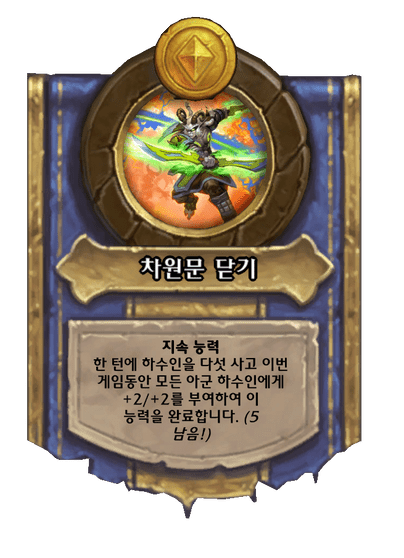 차원문 닫기
지속 능력
한 턴에 하수인을 다섯 사고 이번
게임동안 모든 아군 하수인에게
+2/+2를 부여하여 이
능력을 완료합니다. (5
남음!)